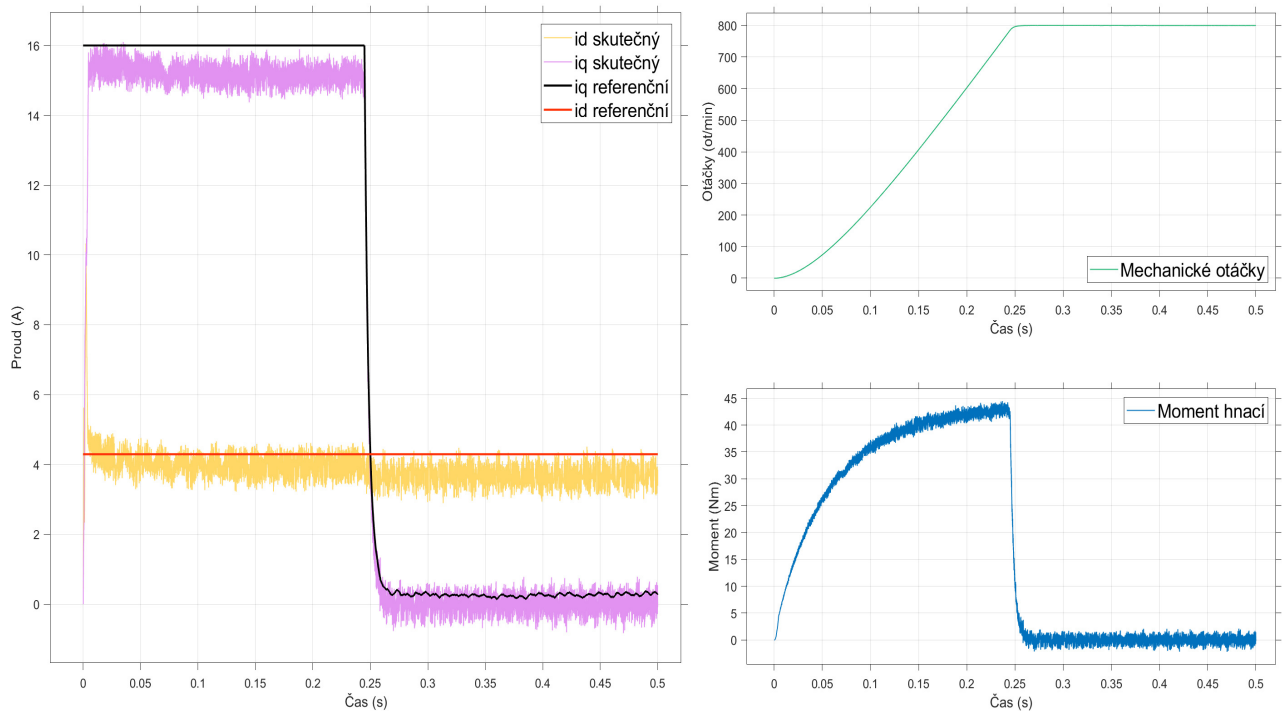 id skutečný
iq skutečný
iq referenční
id referenční
Proud (A)
16
14
12
10
8
6
4
2
0
0 0.05 0.1 0.15 0.2 0.25 0.3 0.35 0.4 0.45 0.5
Čas (s)
Otáčky (ot/min)
800
700
600
500
400
300
200
100
0
Mechanické otáčky
0 0.05 0.1 0.15 0.2 0.25 0.3 0.35 0.4 0.45 0.5
Čas (s)
Moment (Nm)
45
40
35
30
25
20
15
10
5
0
Moment hnací
0 0.05 0.1 0.15 0.2 0.25 0.3 0.35 0.4 0.45 0.5
Čas (s)